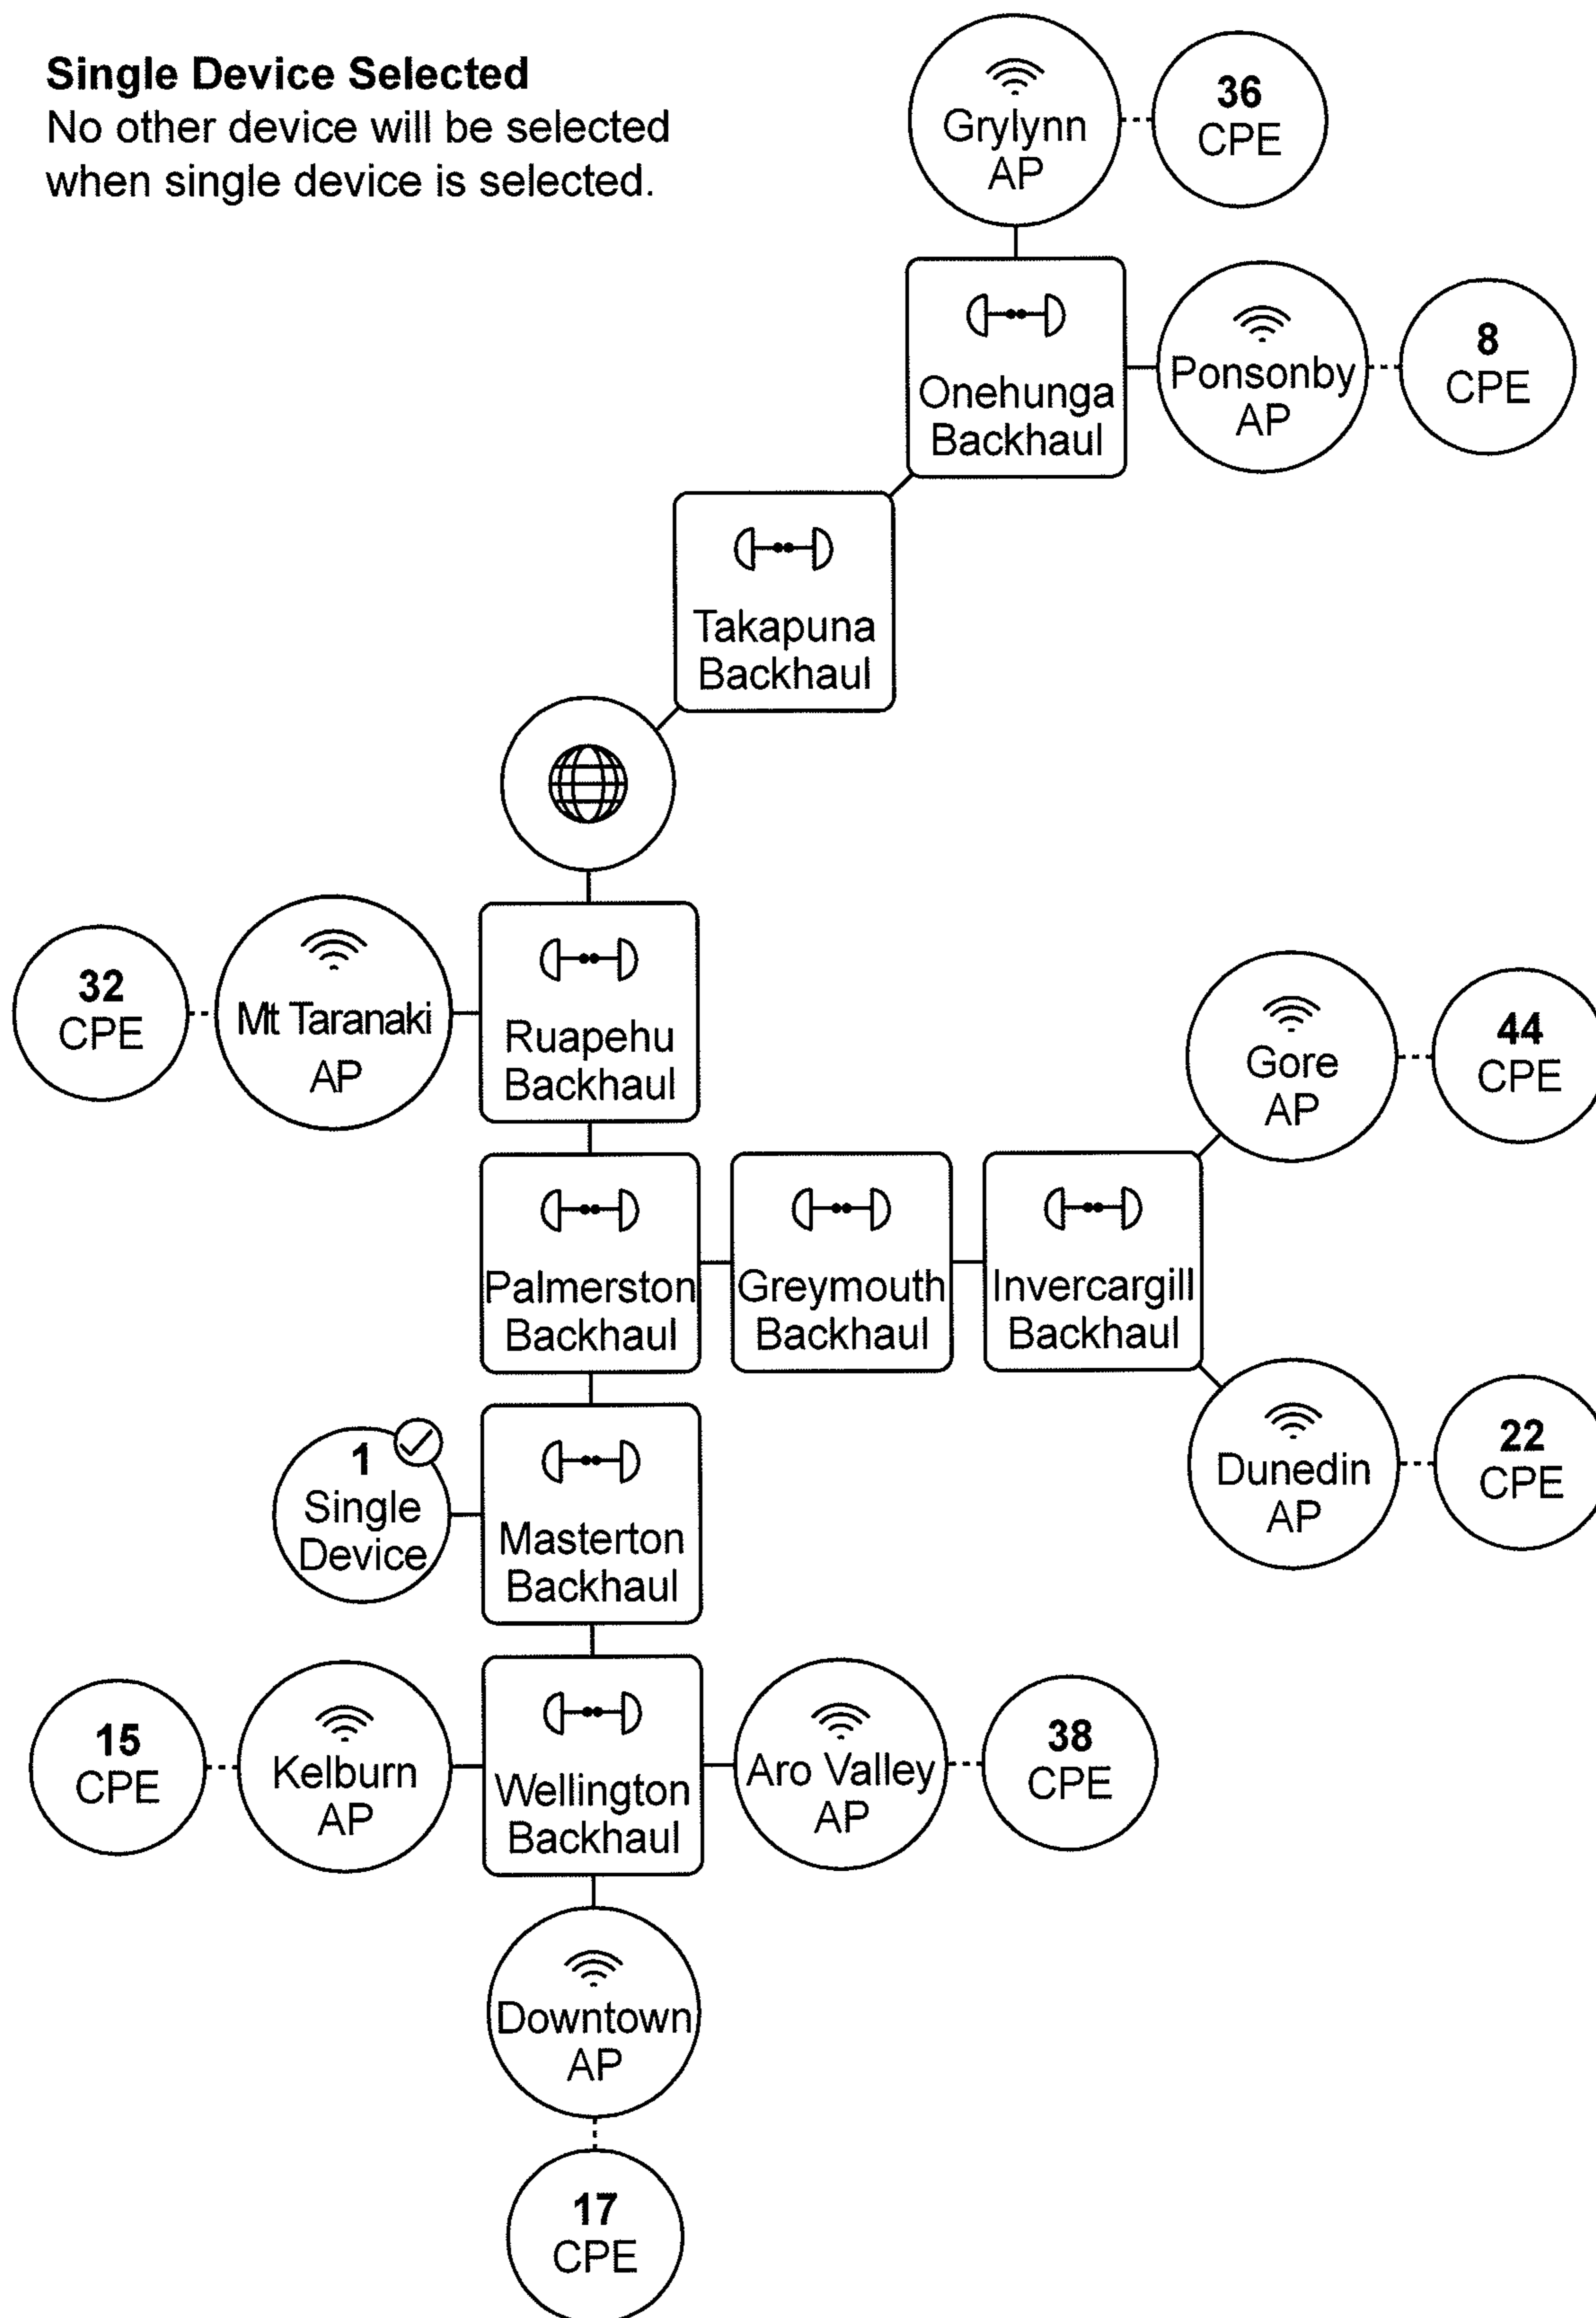 Single Device Selected
No other device will be selected
when single device is selected.
Grylynn
AP
36
CPE
Onehunga
Backhaul
Ponsonby
AP
8
CPE
Takapuna
Backhaul
32
CPE
Mt Taranaki
AP
Ruapehu
Backhaul
Gore
AP
44
CPE
Palmerston
Backhaul
Greymouth
Backhaul
Invercargill
Backhaul
1
Single
Device
Masterton
Backhaul
Dunedin
AP
22
CPE
15
CPE
Kelburn
AP
Wellington
Backhaul
Aro Valley
AP
38
CPE
Downtown
AP
17
CPE